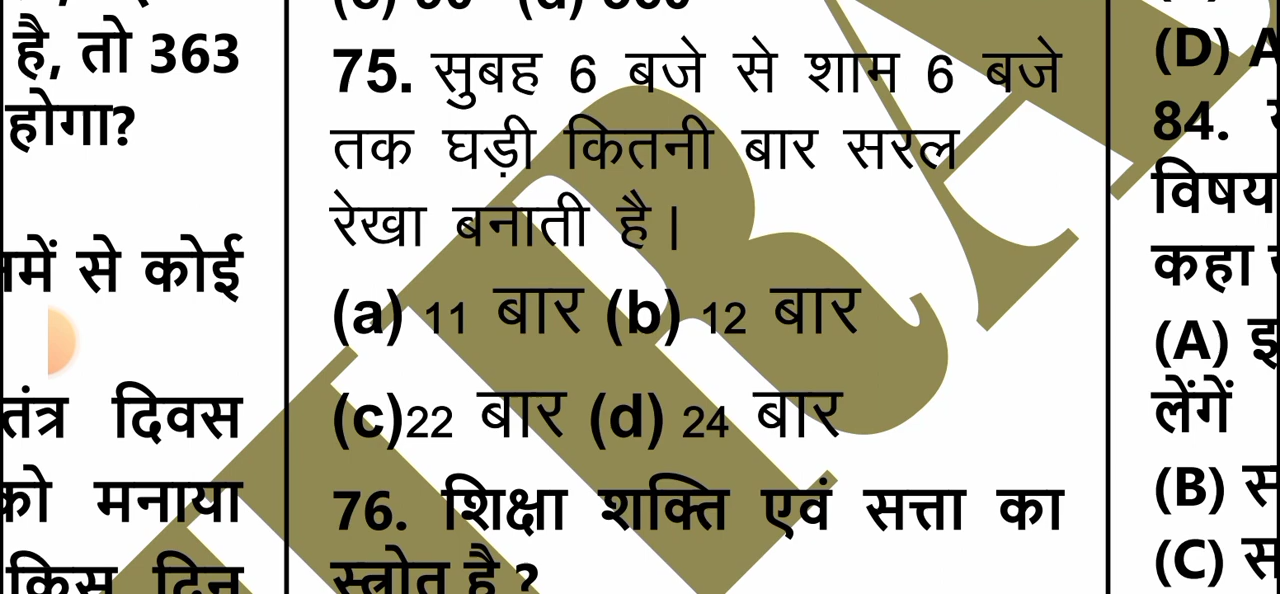 है, तो 363
होगा?
में से कोई
तंत्र दिवस
को मनाया
किस दिन
75. सुबह 6 बजे से शाम 6 बजे
तक घड़ी कितनी बार सरल
रेखा बनाती है |
(a) 11 बार (b) 12 बार
(c)22 बार (d) 24 बार
76. शिक्षा शक्ति एवं सत्ता का
स्त्रोत है ?
(D) A
84.
विषय
कहा
(A) इ
लेंगें
(B) स
(C) स